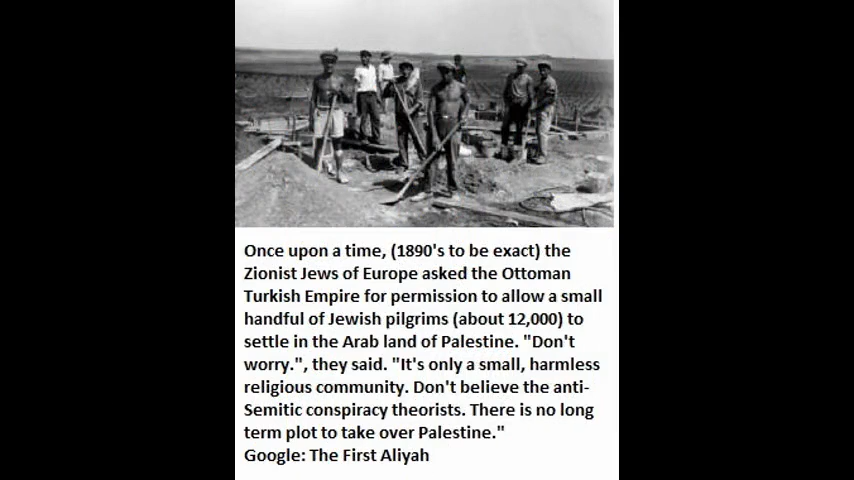 Once upon a time, (1890's to be exact) the
Zionist Jews of Europe asked the Ottoman
Turkish Empire for permission to allow a small
handful of Jewish pilgrims (about 12,000) to
settle in the Arab land of Palestine. "Don't
worry.", they said. "It's only a small, harmless
religious community. Don't believe the anti-
Semitic conspiracy theorists. There is no long
term plot to take over Palestine."
Google: The First Aliyah